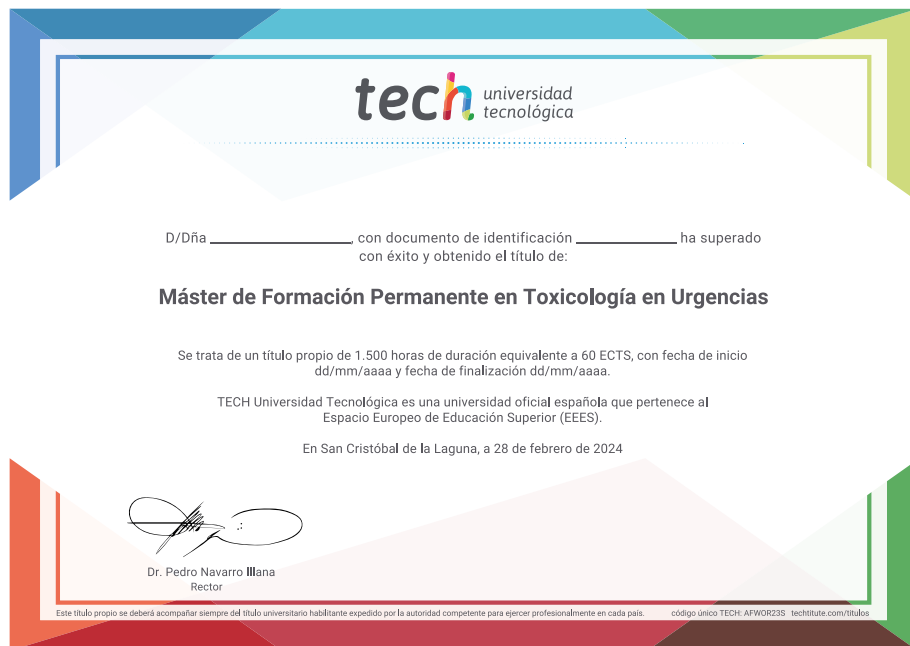 tech universidad
tecnológica
D/Dña ________________, con documento de identificación ____________ ha superado
con éxito y obtenido el título de:
Máster de Formación Permanente en Toxicología en Urgencias
Se trata de un título propio de 1.500 horas de duración equivalente a 60 ECTS, con fecha de inicio
dd/mm/aaaa y fecha de finalización dd/mm/aaaa.
TECH Universidad Tecnológica es una universidad oficial española que pertenece al
Espacio Europeo de Educación Superior (EEES).
En San Cristóbal de la Laguna, a 28 de febrero de 2024
Dr. Pedro Navarro Illana
Rector
Este título propio se deberá acompañar siempre del título universitario habilitante expedido por la autoridad competente para ejercer profesionalmente en cada país. código único TECH: AFWOR23S techtitute.com/titulos